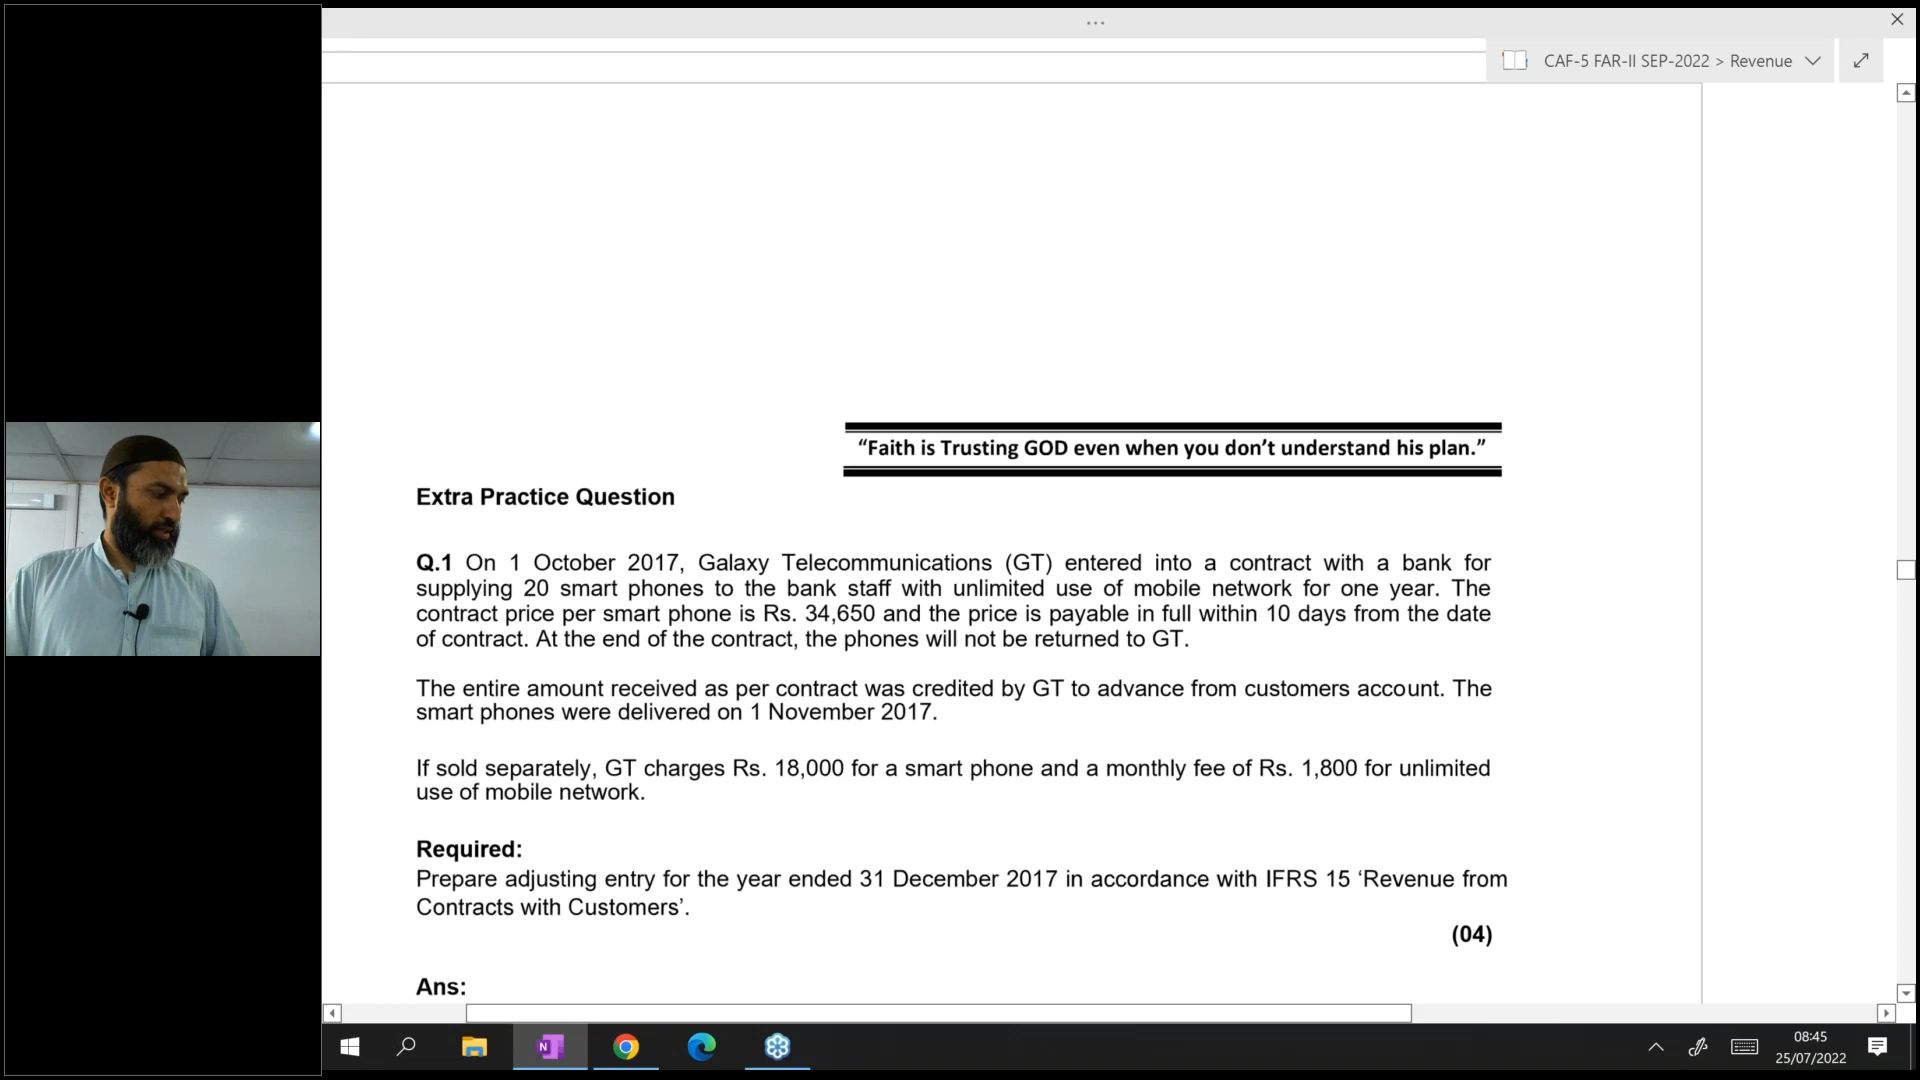 CAF-5 FAR-II SEP-2022 > Revenue
“Faith is Trusting GOD even when you don’t understand his plan.”
Extra Practice Question
Q.1 On 1 October 2017, Galaxy Telecommunications (GT) entered into a contract with a bank for
supplying 20 smart phones to the bank staff with unlimited use of mobile network for one year. The
contract price per smart phone is Rs. 34,650 and the price is payable in full within 10 days from the date
of contract. At the end of the contract, the phones will not be returned to GT.
The entire amount received as per contract was credited by GT to advance from customers account. The
smart phones were delivered on 1 November 2017.
If sold separately, GT charges Rs. 18,000 for a smart phone and a monthly fee of Rs. 1,800 for unlimited
use of mobile network.
Required:
Prepare adjusting entry for the year ended 31 December 2017 in accordance with IFRS 15 ‘Revenue from
Contracts with Customers’.
(04)
Ans:
N
08:45
25/07/2022